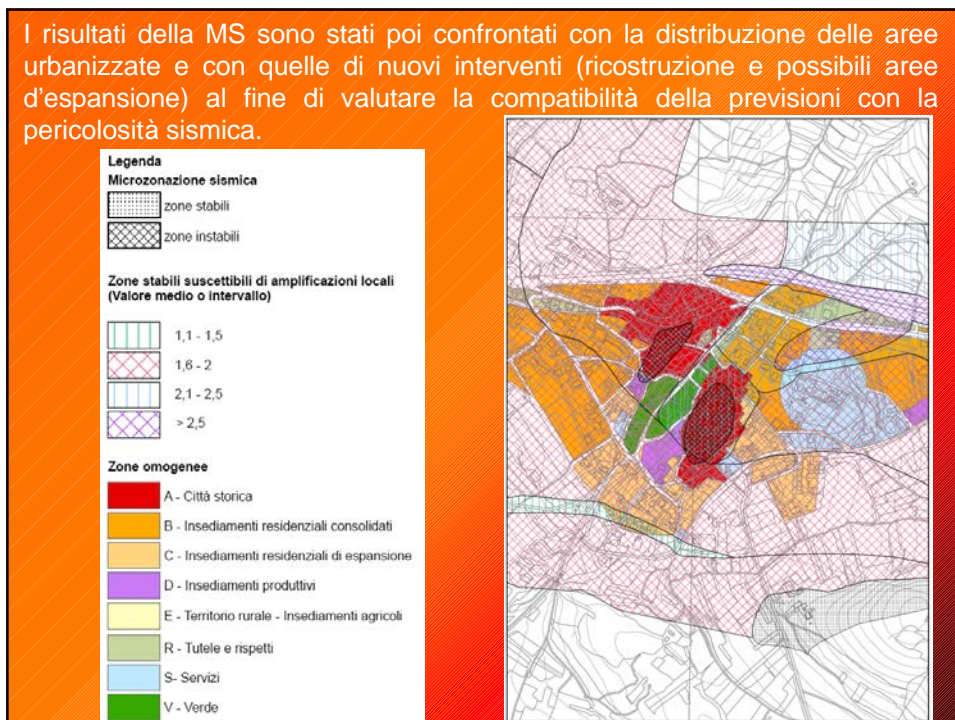 I risultati della MS sono stati poi confrontati con la distribuzione delle aree
urbanizzate e con quelle di nuovi interventi (ricostruzione e possibili aree
d'espansione) al fine di valutare la compatibilità della previsioni con la
pericolosità sismica.
Legenda
Microzonazione sismica
zone stabili
zone instabili
Zone stabili suscettibili di amplificazioni locali
(Valore medio o intervallo)
1,1 - 1,5
1,6 - 2
2,1 - 2,5
> 2,5
Zone omogenee
A - Città storica
B - Insediamenti residenziali consolidati
C - Insediamenti residenziali di espansione
D - Insediamenti produttivi
E - Territorio rurale - Insediamenti agricoli
R - Tutele e rispetti
S- Servizi
V - Verde